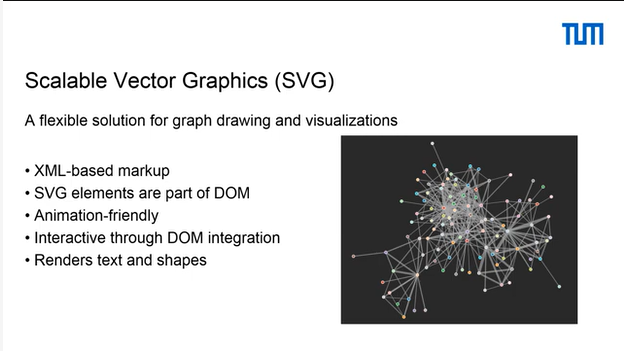 TUM
Scalable Vector Graphics (SVG)
A flexible solution for graph drawing and visualizations
• XML-based markup
• SVG elements are part of DOM
• Animation-friendly
• Interactive through DOM integration
• Renders text and shapes